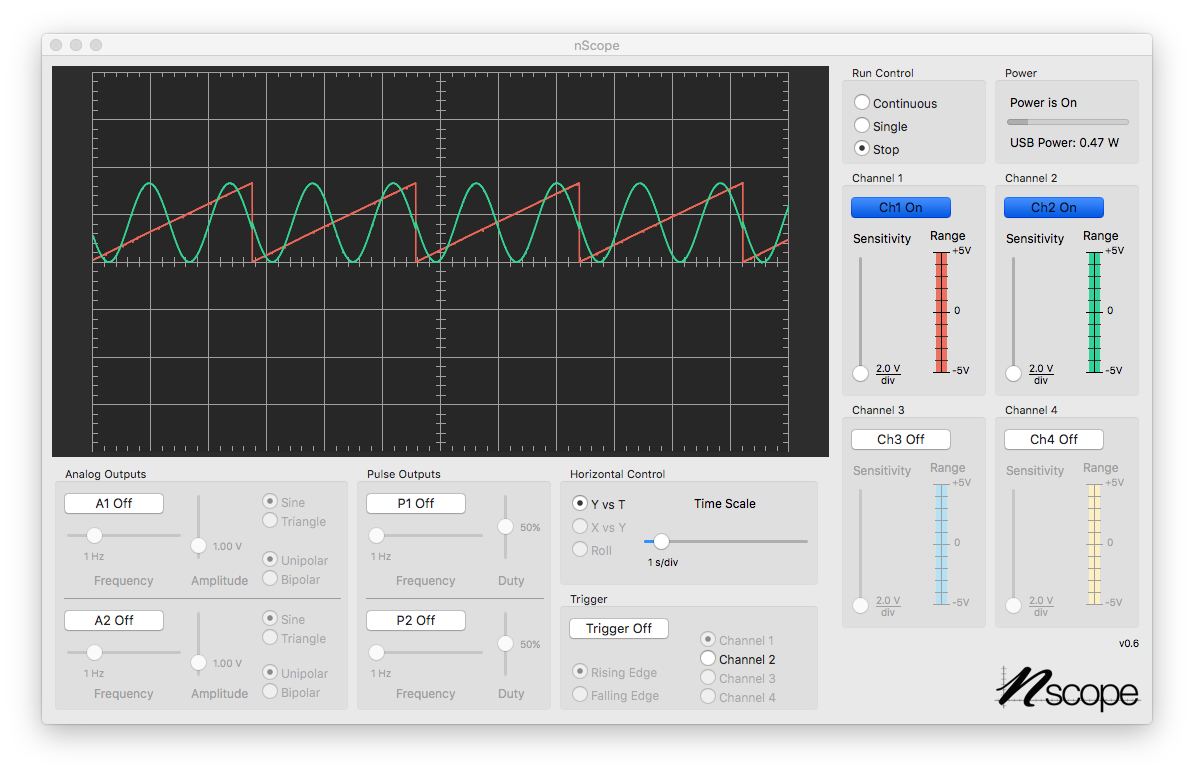 nScope
Run Control
Continuous
Single
Stop
Power
Power is On
USB Power: 0.47 W
Channel 1
Ch1 On
Sensitivity
Range
+5V
0
-5V
2.0 V
div
Channel 2
Ch2 On
Sensitivity
Range
+5V
0
-5V
2.0 V
div
Channel 3
Ch3 Off
Sensitivity
Range
+5V
0
-5V
2.0 V
div
Channel 4
Ch4 Off
Sensitivity
Range
+5V
0
-5V
2.0 V
div
Analog Outputs
A1 Off
1 Hz
Frequency
1.00 V
Amplitude
Sine
Triangle
Unipolar
Bipolar
A2 Off
1 Hz
Frequency
1.00 V
Amplitude
Sine
Triangle
Unipolar
Bipolar
Pulse Outputs
P1 Off
1 Hz
Frequency
50%
Duty
P2 Off
1 Hz
Frequency
50%
Duty
Horizontal Control
Y vs T
X vs Y
Roll
Time Scale
1 s/div
Trigger
Trigger Off
Rising Edge
Falling Edge
Channel 1
Channel 2
Channel 3
Channel 4
v0.6
nscope